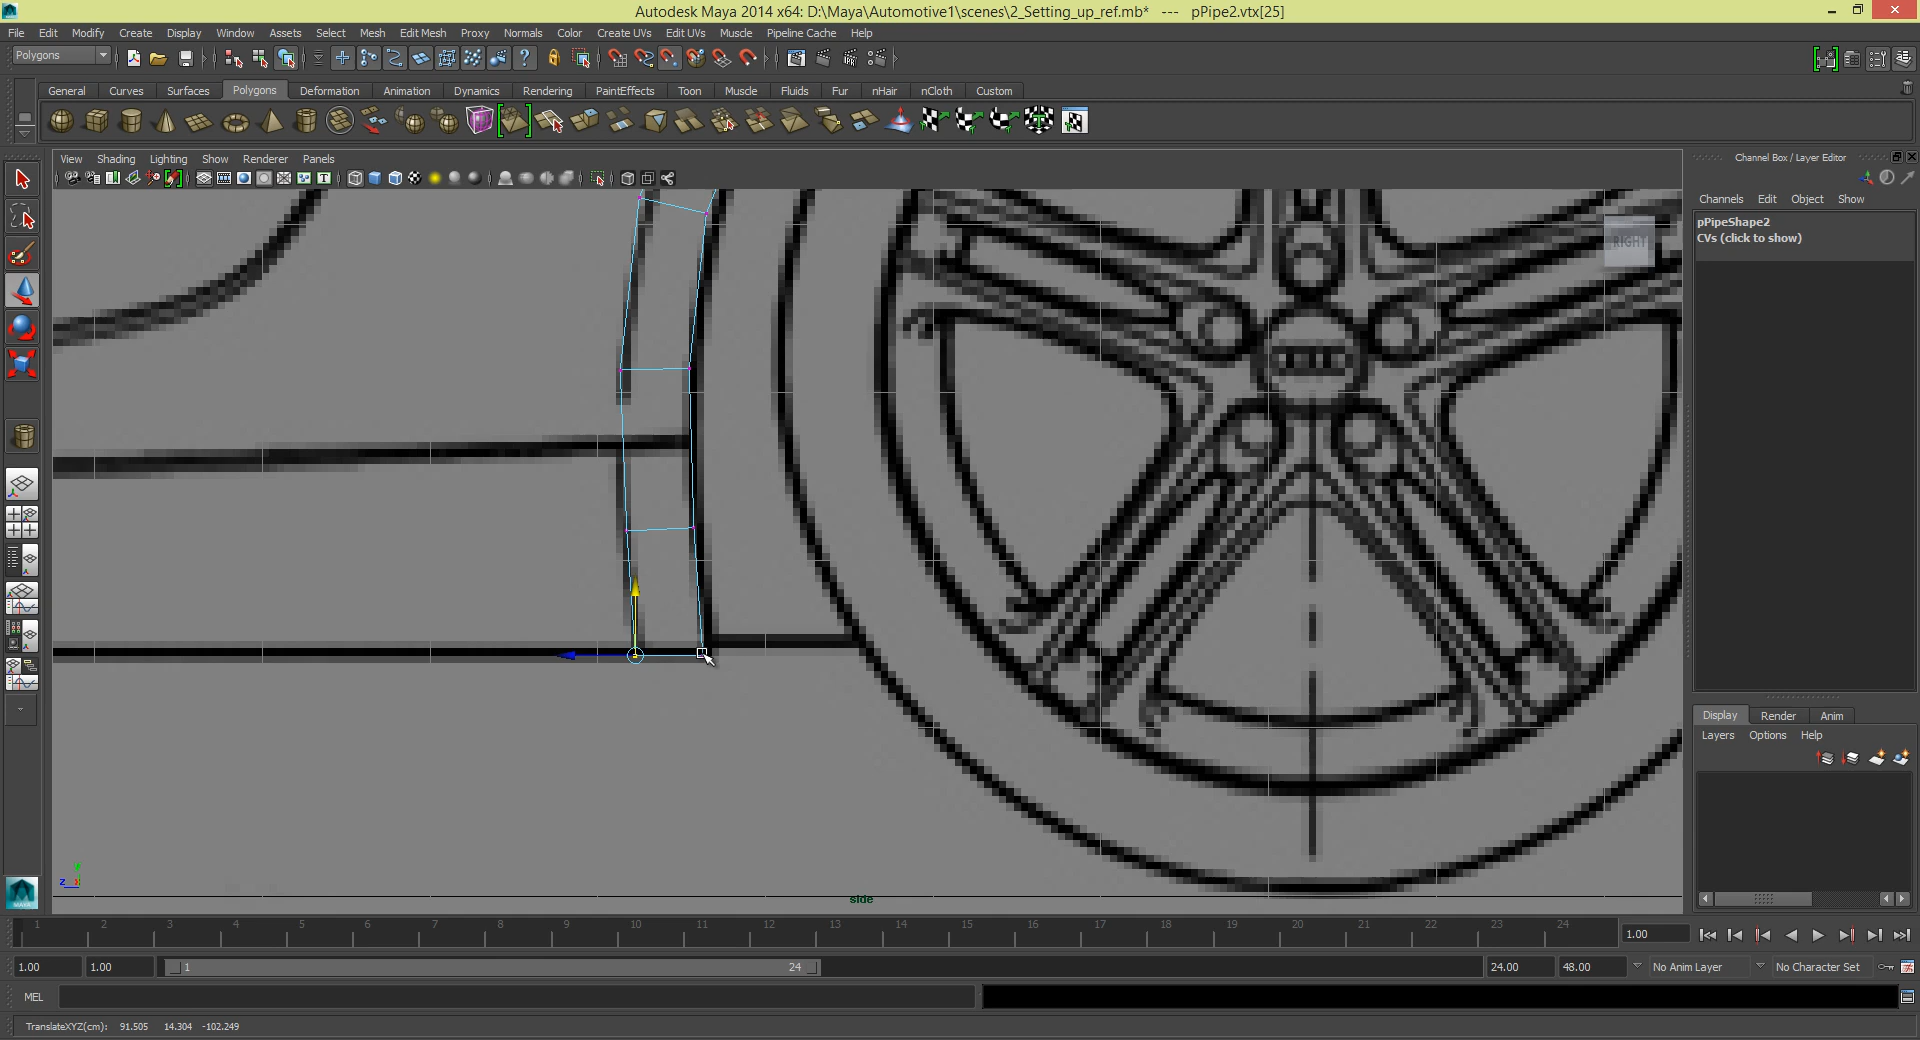 Autodesk Maya 2014 x64: D:\Maya\Automotive1\scenes\2_Setting_up_ref.mb* --- pPipe2.vtx[25]
File Edit Modify Create Display Window Assets Select Mesh Edit Mesh Proxy Normals Color Create UVs Edit UVs Muscle Pipeline Cache Help
Polygons
General Curves Surfaces Polygons Deformation Animation Dynamics Rendering PaintEffects Toon Muscle Fluids Fur nHair nCloth Custom
View Shading Lighting Show Renderer Panels
Channel Box / Layer Editor
Channels Edit Object Show
pPipeShape2
CVs (click to show)
RIGHT
Display Render Anim
Layers Options Help
z
side
1 2 3 4 5 6 7 8 9 10 11 12 13 14 15 16 17 18 19 20 21 22 23 24
1.00
1.00 1.00 1 24 24.00 48.00 No Anim Layer No Character Set
MEL
TranslateXYZ(cm): 91.505 14.304 -102.249